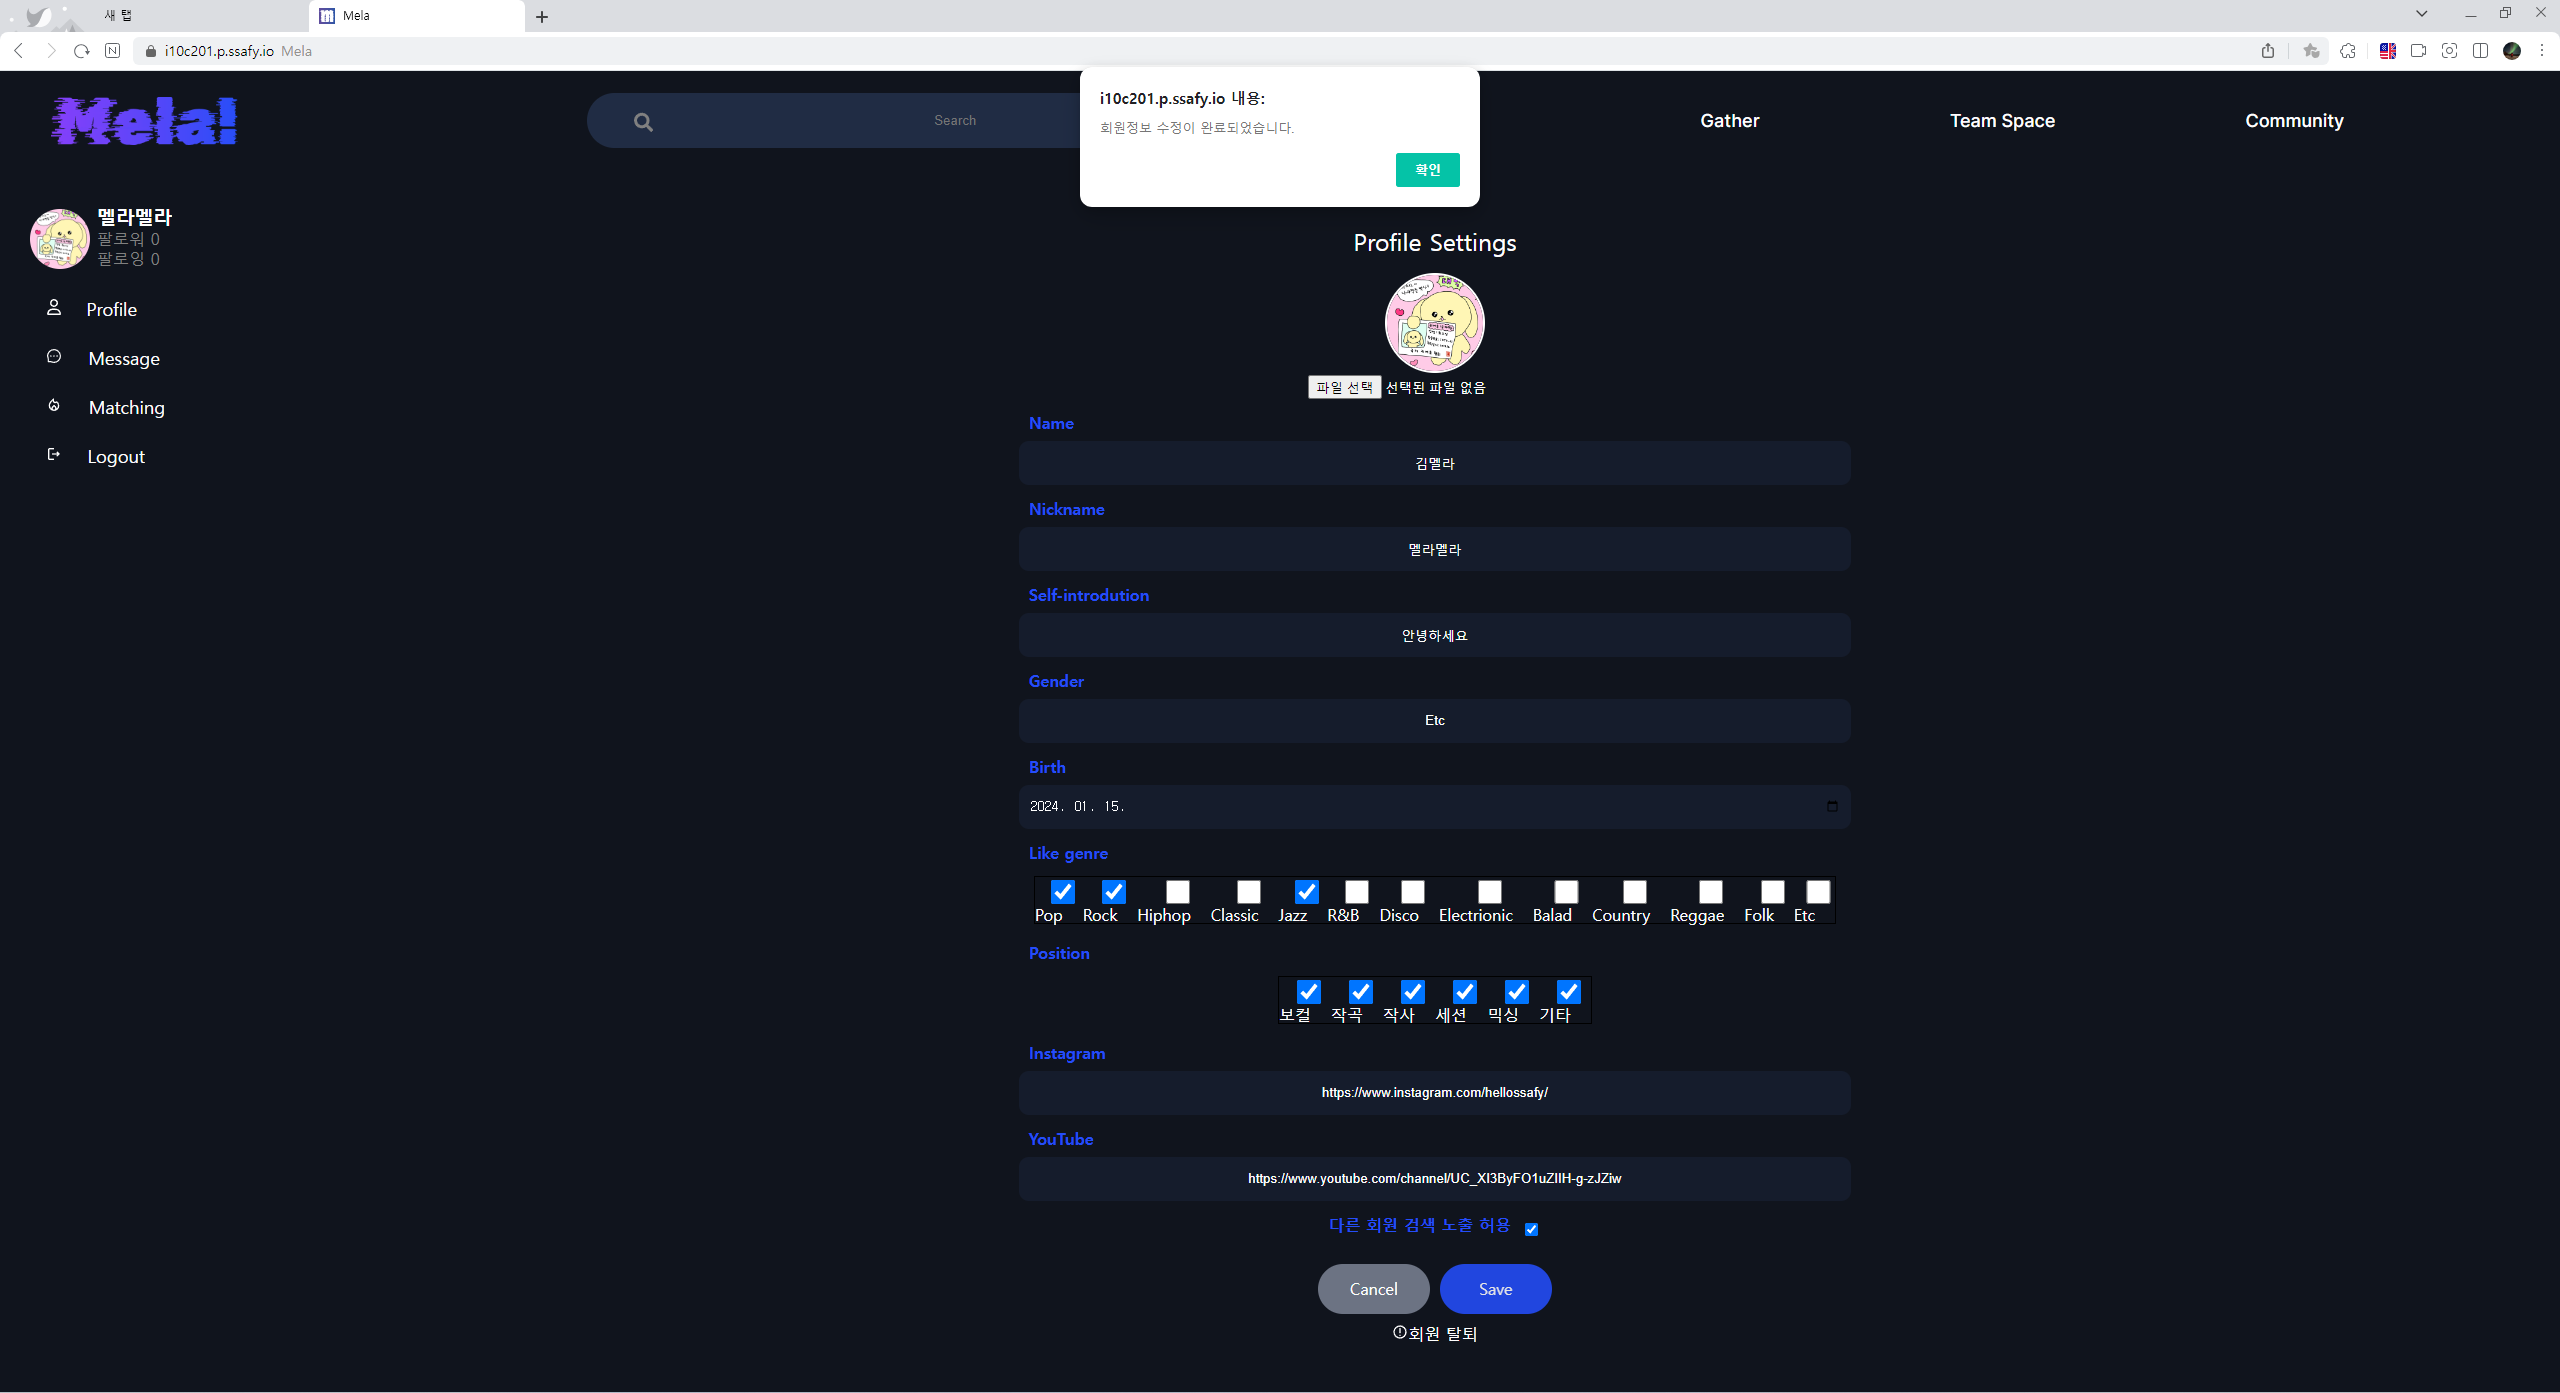 새 탭
Mela
i10c201.p.ssafy.io Mela
Mela!
Search
Gather
Team Space
Community
i10c201.p.ssafy.io 내용:
회원정보 수정이 완료되었습니다.
확인
멜라멜라
팔로워 0
팔로잉 0
Profile
Message
Matching
Logout
Profile Settings
파일 선택 선택된 파일 없음
Name
김멜라
Nickname
멜라멜라
Self-introdution
안녕하세요
Gender
Etc
Birth
2024. 01. 15.
Like genre
Pop Rock Hiphop Classic Jazz R&B Disco Electrionic Balad Country Reggae Folk Etc
Position
보컬 작곡 작사 세션 믹싱 기타
Instagram
https://www.instagram.com/hellossafy/
YouTube
https://www.youtube.com/channel/UC_XI3ByFO1uZIIH-g-zJZiw
다른 회원 검색 노출 허용
Cancel
Save
회원 탈퇴